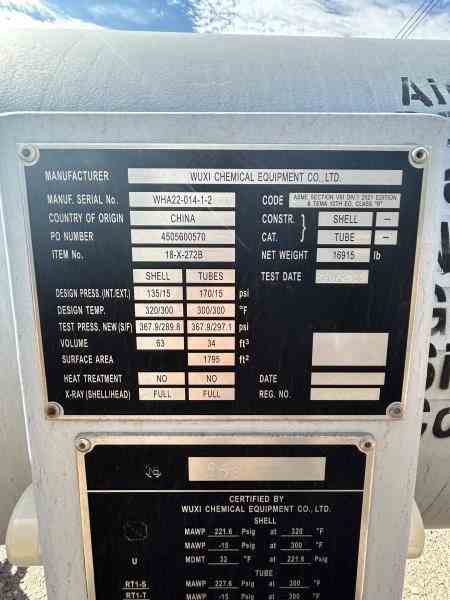 Ai
MANUFACTURER WUXI CHEMICAL EQUIPMENT CO., LTD.
MANUF. SERIAL No. WHA22-014-1-2 CODE ASME SECTION VIII DIV.1 2021 EDITION & TEMA 10TH ED, CLASS "R"
COUNTRY OF ORIGIN CHINA CONSTR. SHELL –
PO NUMBER 4505600570 CAT. TUBE –
ITEM No. 18-X-272B NET WEIGHT 16915 lb
SHELL TUBES TEST DATE
DESIGN PRESS.(INT./EXT.) 135/15 170/15 psi
DESIGN TEMP. 320/300 300/300 °F
TEST PRESS. NEW (S/F) 367.9/289.8 367.9/297.1 psi
VOLUME 63 34 ft³
SURFACE AREA 1795 ft²
HEAT TREATMENT NO NO DATE
X-RAY (SHELL/HEAD) FULL FULL REG. NO.
Co
CERTIFIED BY
WUXI CHEMICAL EQUIPMENT CO., LTD.
SHELL
MAWP 221.6 Psig at 320 °F
MAWP -15 Psig at 300 °F
U MDMT 32 °F at 221.6 Psig
TUBE
RT1-S MAWP 227.6 Psig at 300 °F
RT1-T MAWP -15 Psig at 300 °F